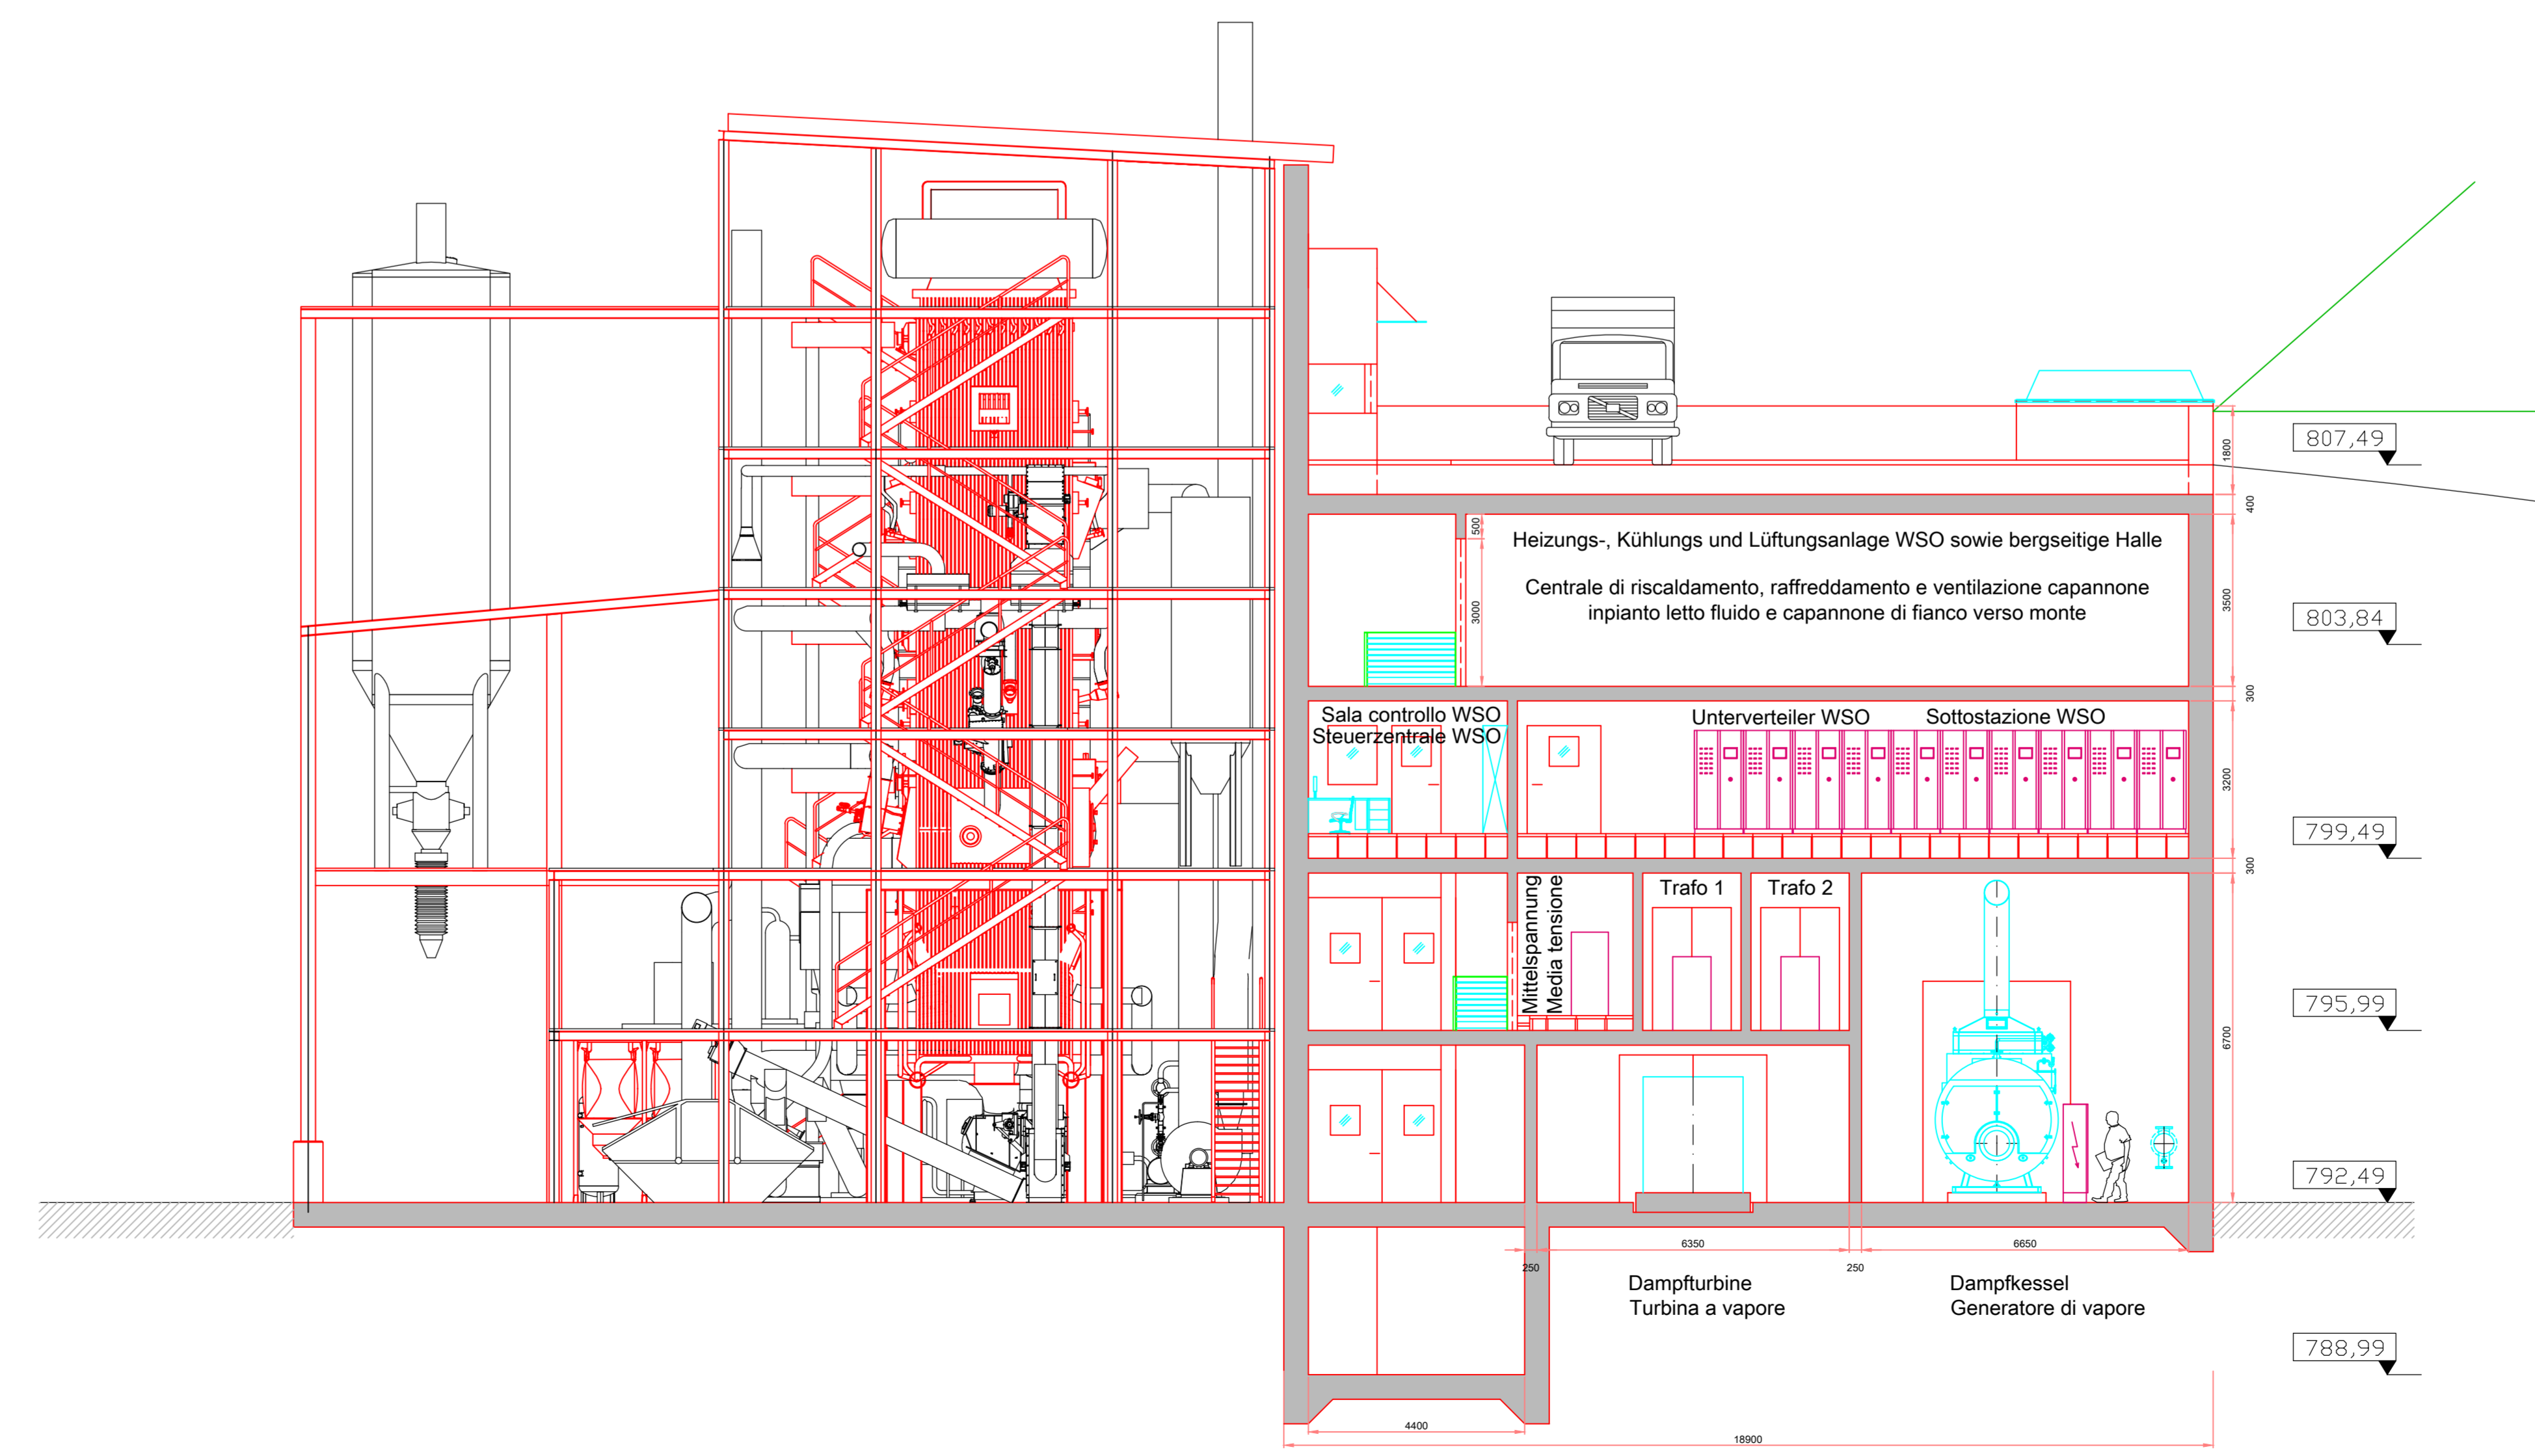 807,49
1800
400
500
Heizungs-, Kühlungs und Lüftungsanlage WSO sowie bergseitige Halle
Centrale di riscaldamento, raffreddamento e ventilazione capannone
inpianto letto fluido e capannone di fianco verso monte
3000
3500
803,84
300
Sala controllo WSO
Steuerzentrale WSO
Unterverteiler WSO
Sottostazione WSO
3200
799,49
300
Mittelspannung
Media tensione
Trafo 1
Trafo 2
795,99
6700
792,49
6350
6650
250
250
Dampfturbine
Turbina a vapore
Dampfkessel
Generatore di vapore
788,99
4400
18900